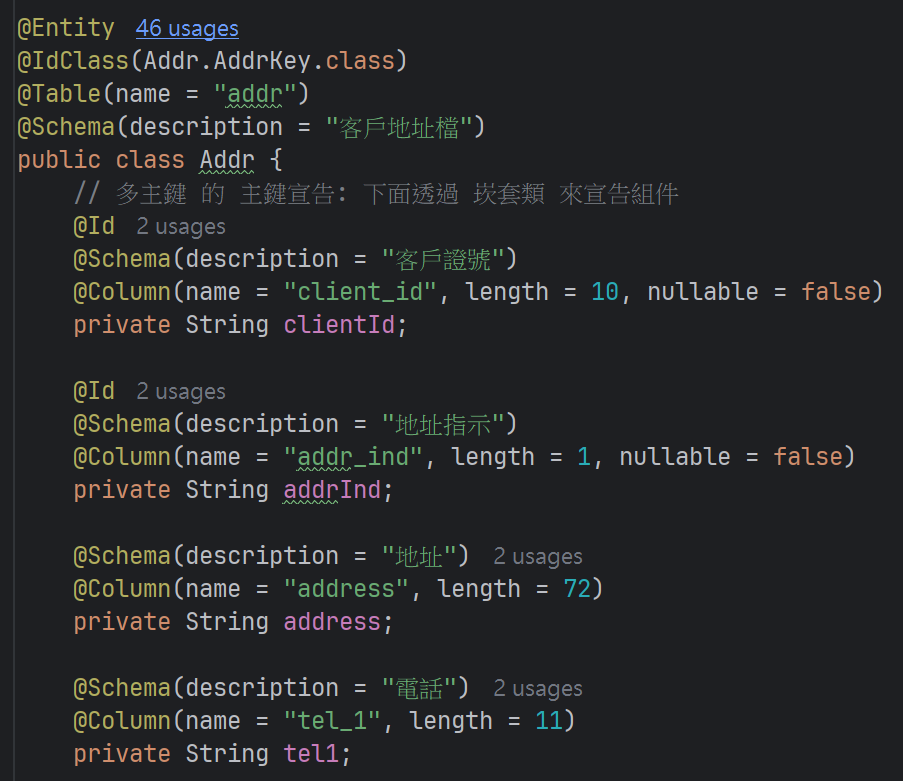 @Entity 46 usages
@IdClass(Addr.AddrKey.class)
@Table(name = "addr")
@Schema(description = "客戶地址檔")
public class Addr {
// 多主鍵 的 主鍵宣告: 下面透過 崁套類 來宣告組件
@Id 2 usages
@Schema(description = "客戶證號")
@Column(name = "client_id", length = 10, nullable = false)
private String clientId;
@Id 2 usages
@Schema(description = "地址指示")
@Column(name = "addr_ind", length = 1, nullable = false)
private String addrInd;
@Schema(description = "地址") 2 usages
@Column(name = "address", length = 72)
private String address;
@Schema(description = "電話") 2 usages
@Column(name = "tel_1", length = 11)
private String tel1;